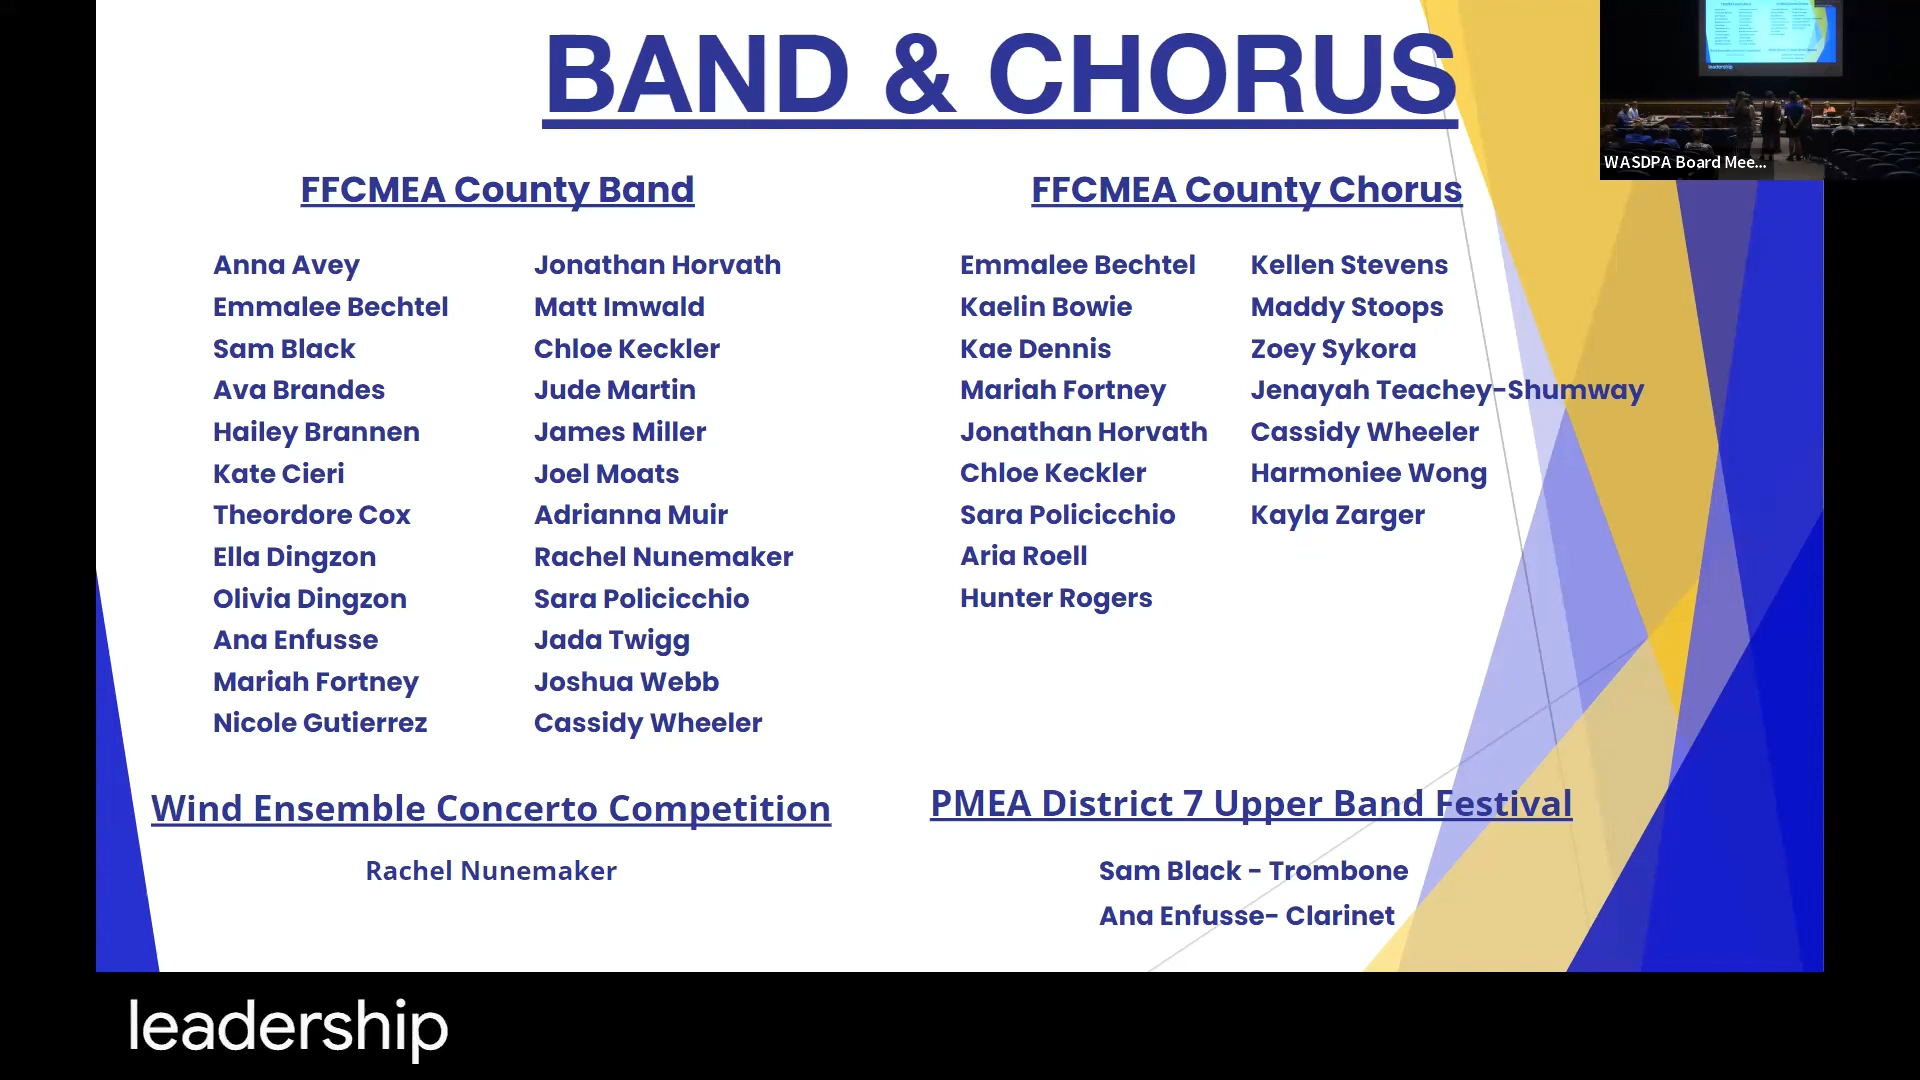 BAND & CHORUS
FFCMEA County Band
Anna Avey
Emmalee Bechtel
Sam Black
Ava Brandes
Hailey Brannen
Kate Cieri
Theordore Cox
Ella Dingzon
Olivia Dingzon
Ana Enfusse
Mariah Fortney
Nicole Gutierrez
Jonathan Horvath
Matt Imwald
Chloe Keckler
Jude Martin
James Miller
Joel Moats
Adrianna Muir
Rachel Nunemaker
Sara Policicchio
Jada Twigg
Joshua Webb
Cassidy Wheeler
FFCMEA County Chorus
Emmalee Bechtel
Kaelin Bowie
Kae Dennis
Mariah Fortney
Jonathan Horvath
Chloe Keckler
Sara Policicchio
Aria Roell
Hunter Rogers
Kellen Stevens
Maddy Stoops
Zoey Sykora
Jenayah Teachey-Shumway
Cassidy Wheeler
Harmoniee Wong
Kayla Zarger
Wind Ensemble Concerto Competition
Rachel Nunemaker
PMEA District 7 Upper Band Festival
Sam Black - Trombone
Ana Enfusse- Clarinet
leadership
WASDPA Board Mee...